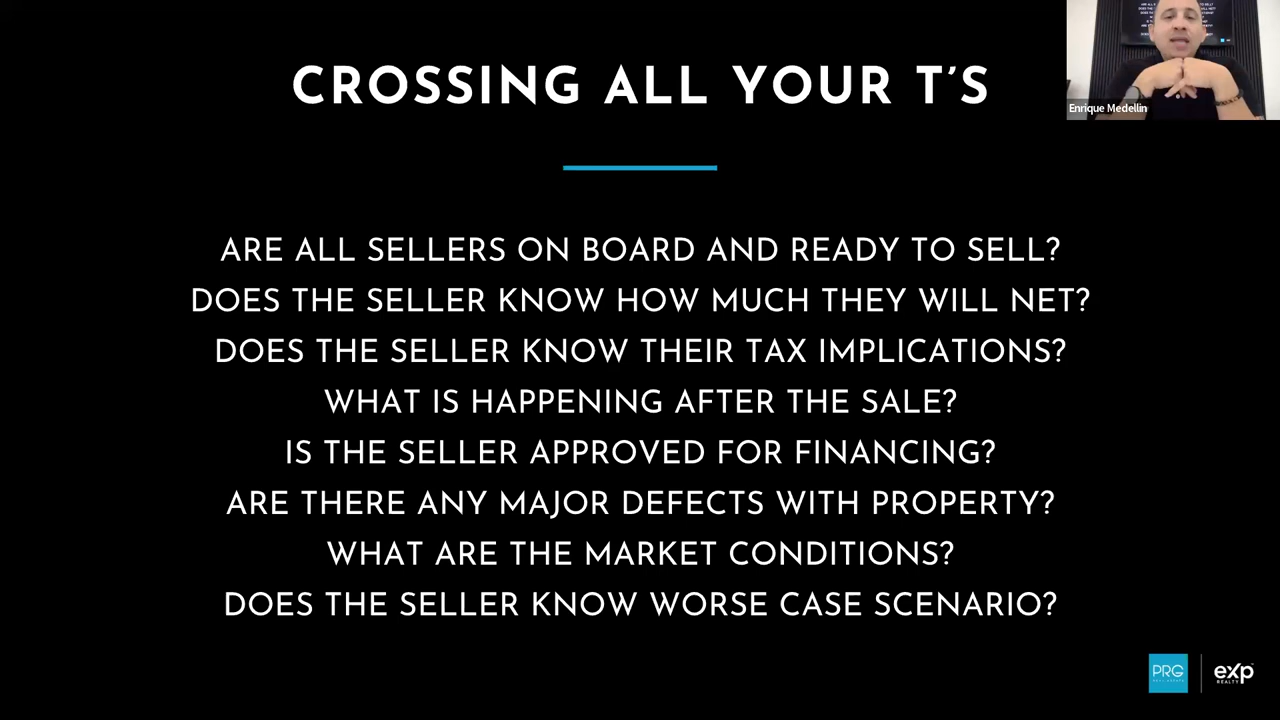 CROSSING ALL YOUR T'S
ARE ALL SELLERS ON BOARD AND READY TO SELL?
DOES THE SELLER KNOW HOW MUCH THEY WILL NET?
DOES THE SELLER KNOW THEIR TAX IMPLICATIONS?
WHAT IS HAPPENING AFTER THE SALE?
IS THE SELLER APPROVED FOR FINANCING?
ARE THERE ANY MAJOR DEFECTS WITH PROPERTY?
WHAT ARE THE MARKET CONDITIONS?
DOES THE SELLER KNOW WORSE CASE SCENARIO?
Enrique Medellin
PRG
REAL ESTATE
exp
REALTY